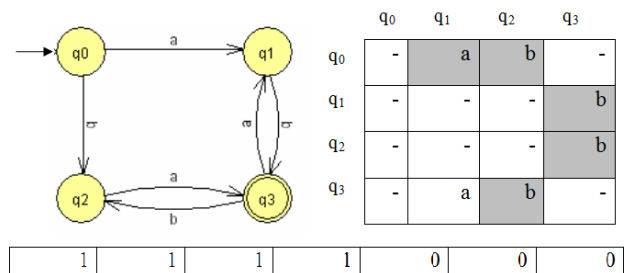 q0 a q1
b a b
q2 a q3
b
q0 q1 q2 q3
q0 - a b -
q1 - - - b
q2 - - - b
q3 - a b -
1 1 1 1 0 0 0